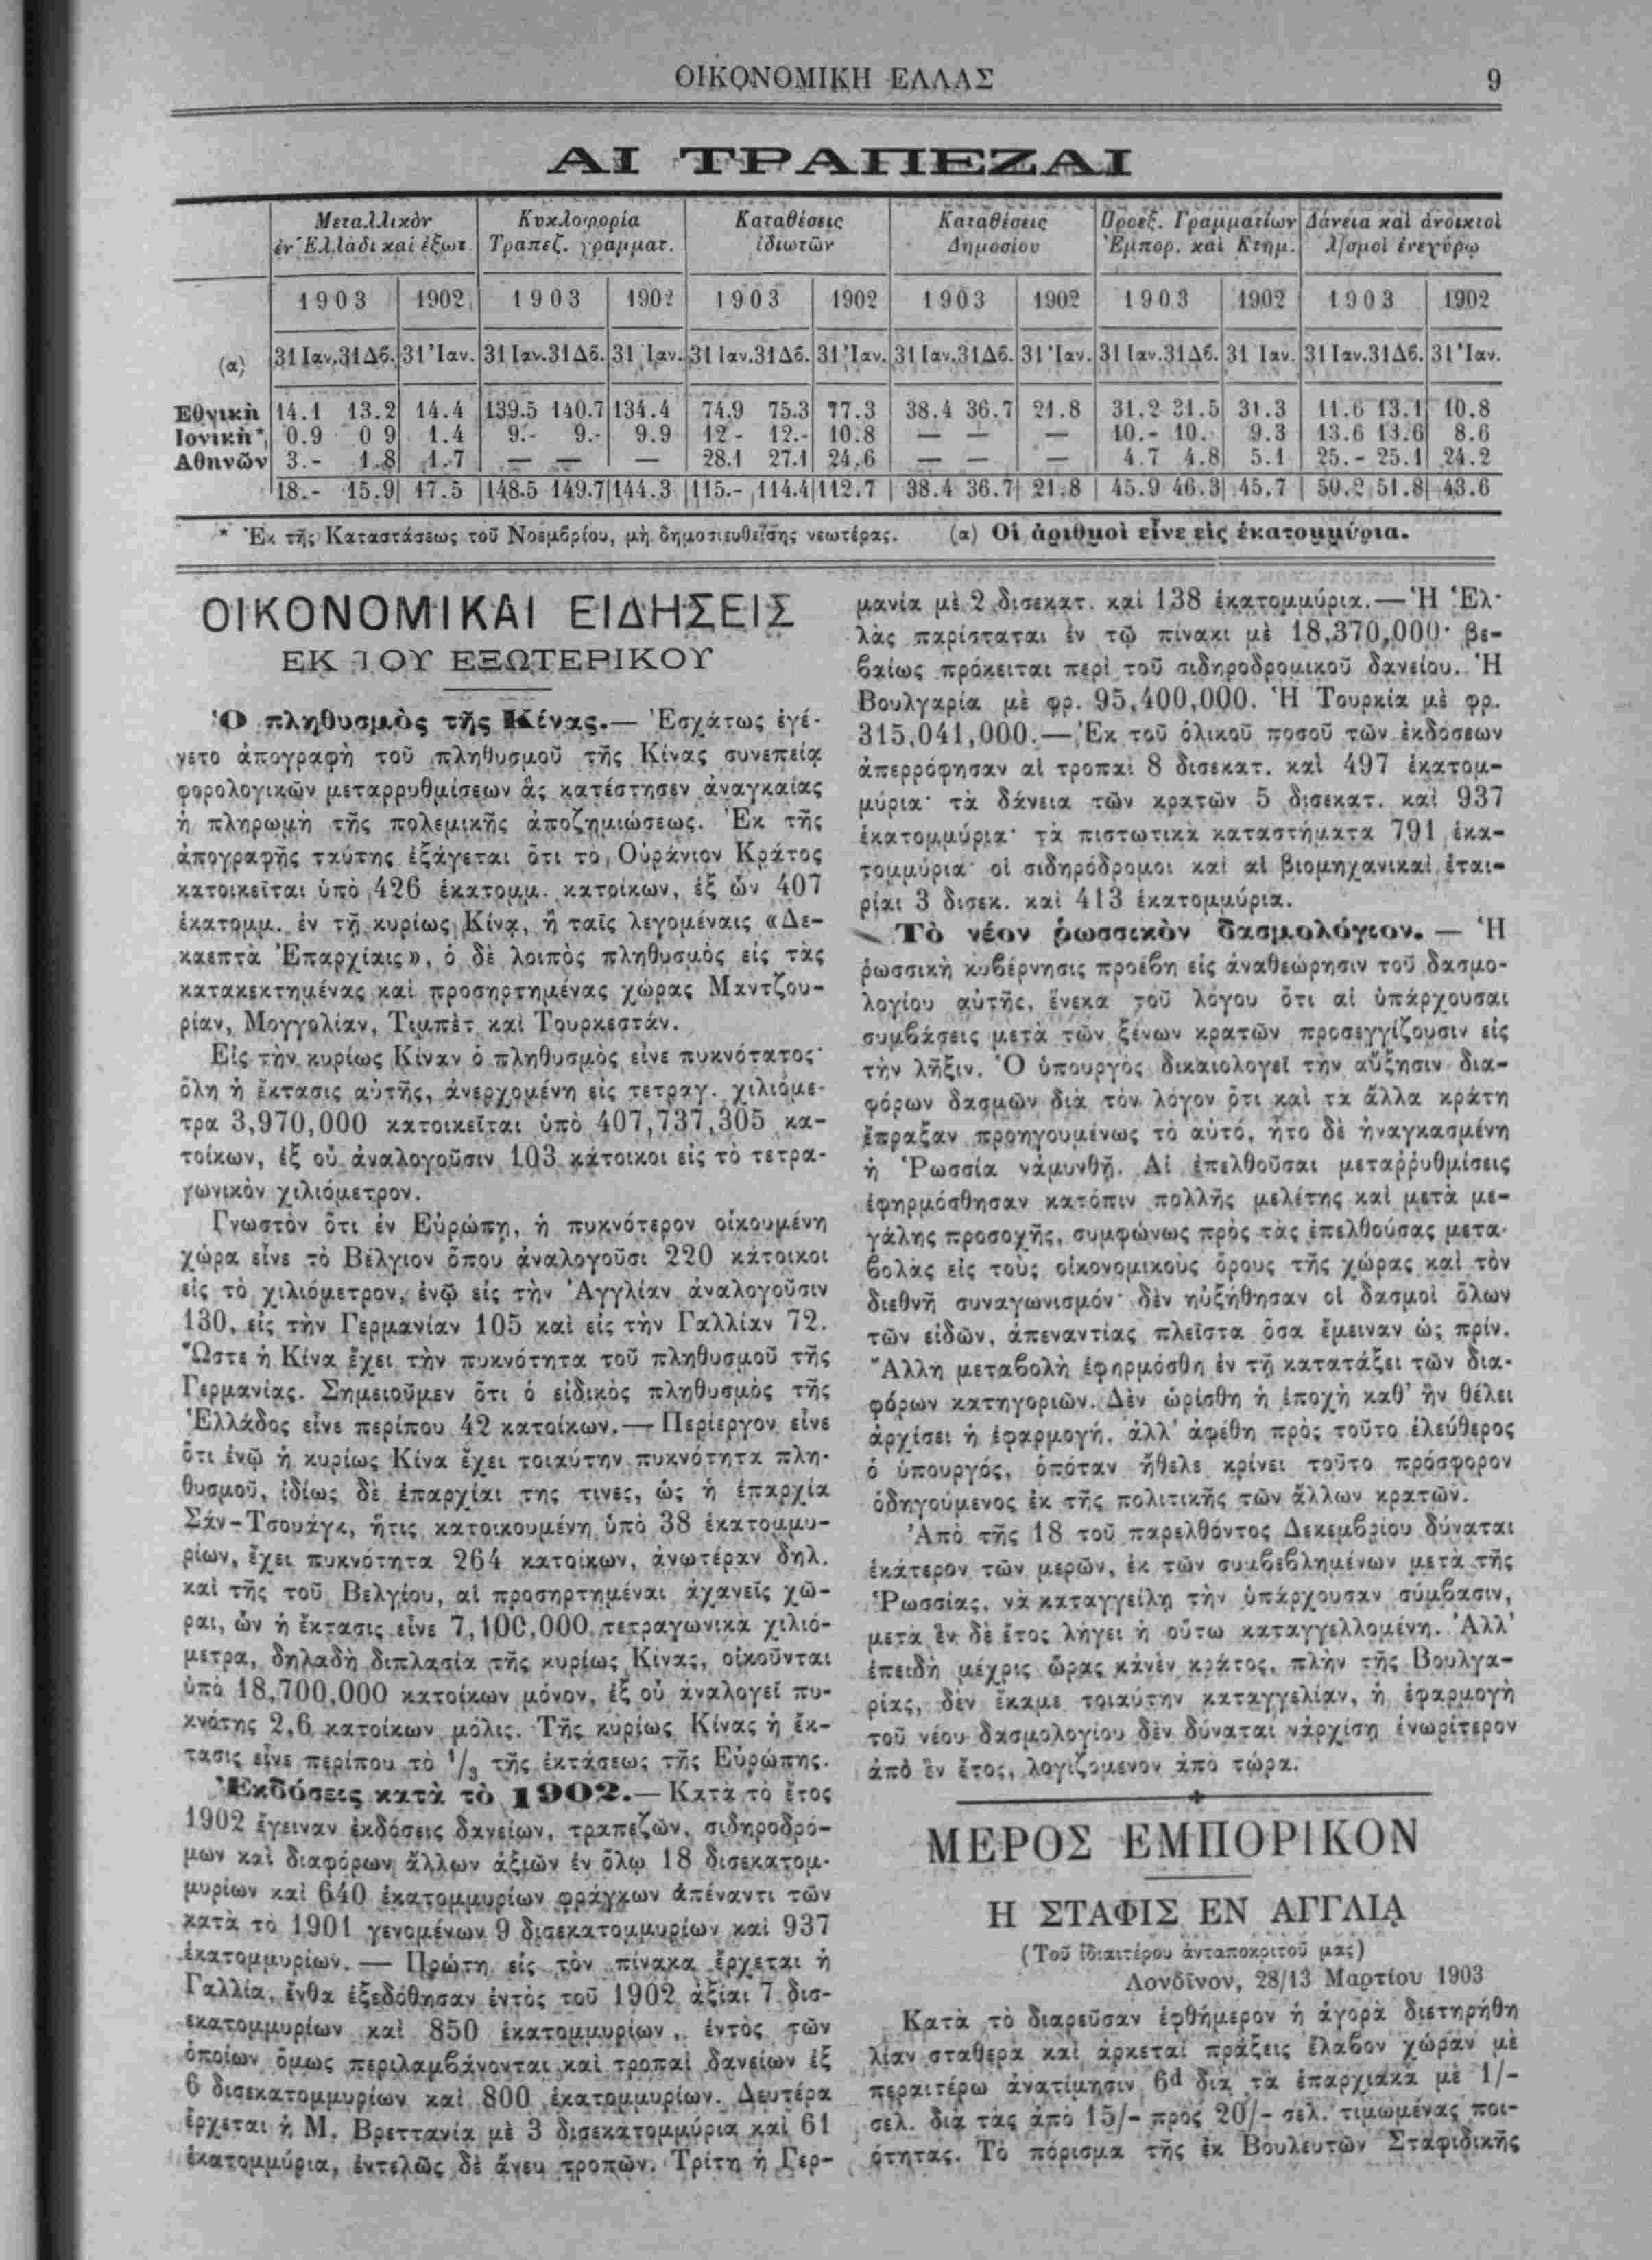 ΟΙΚΟΝΟΜΙΚΗ ΕΛΛΑΣ 9
ΑΙ ΤΡΑΠΕΖΑΙ
Μεταλλικὸν ἐν Ἑλλάδι καὶ ἐξωτ. | Κυκλοφορία Τραπεζ. γραμματ. | Καταθέσεις ἰδιωτῶν | Καταθέσεις Δημοσίου | Προεξ. Γραμματίων Ἐμπορ. καὶ Κτημ. | Δάνεια καὶ ἀνοικτοὶ λ/σμοὶ ἐνεχύρῳ
1903 | 1902 | 1903 | 1902 | 1903 | 1902 | 1903 | 1902 | 1903 | 1902 | 1903 | 1902
(α) | 31 Ιαν. 31 Δб. | 31 Ἰαν. | 31 Ιαν. 31 Δб. | 31 Ιαν. | 31 Ιαν. 31 Δб. | 31 Ἰαν. | 31 Ιαν. 31 Δб. | 31 Ἰαν. | 31 Ιαν. 31 Δб. | 31 Ιαν. | 31 Ιαν. 31 Δб. | 31 Ἰαν.
Εθνικὴ | 14.1 13.2 | 14.4 | 139.5 140.7 | 134.4 | 74.9 75.3 | 77.3 | 38.4 36.7 | 21.8 | 31.2 31.5 | 31.3 | 11.6 13.1 | 10.8
Ιονικὴ* | 0.9 0 9 | 1.4 | 9.- 9.- | 9.9 | 12- 12.- | 10.8 | — — | — | 10.- 10.- | 9.3 | 13.6 13.6 | 8.6
Αθηνῶν | 3.- 1.8 | 1.7 | — — | — | 28.1 27.1 | 24.6 | — — | — | 4.7 4.8 | 5.1 | 25.- 25.1 | 24.2
18.- 15.9 | 17.5 | 148.5 149.7 | 144.3 | 115.- 114.4 | 112.7 | 38.4 36.7 | 21.8 | 45.9 46.3 | 45.7 | 50.2 51.8 | 43.6
* Ἐκ τῆς Καταστάσεως τοῦ Νοεμβρίου, μὴ δημοσιευθείσης νεωτέρας. (α) Οἱ ἀριθμοὶ εἶνε εἰς ἑκατομμύρια.
ΟΙΚΟΝΟΜΙΚΑΙ ΕΙΔΗΣΕΙΣ
ΕΚ ΤΟΥ ΕΞΩΤΕΡΙΚΟΥ
Ὁ πληθυσμὸς τῆς Κίνας.— Ἐσχάτως ἐγέ-
νετο ἀπογραφὴ τοῦ πληθυσμοῦ τῆς Κίνας συνεπείᾳ
φορολογικῶν μεταρρυθμίσεων ἃς κατέστησεν ἀναγκαίας
ἡ πληρωμὴ τῆς πολεμικῆς ἀποζημιώσεως. Ἐκ τῆς
ἀπογραφῆς ταύτης ἐξάγεται ὅτι τὸ Οὐράνιον Κράτος
κατοικεῖται ὑπὸ 426 ἑκατομμ. κατοίκων, ἐξ ὧν 407
ἑκατομμ. ἐν τῇ κυρίως Κίνᾳ, ἢ ταῖς λεγομέναις «Δε-
καεπτὰ Ἐπαρχίαις», ὁ δὲ λοιπὸς πληθυσμὸς εἰς τὰς
κατακεκτημένας καὶ προσηρτημένας χώρας Μαντζου-
ρίαν, Μογγολίαν, Τιμπὲτ καὶ Τουρκεστάν.
Εἰς τὴν κυρίως Κίναν ὁ πληθυσμὸς εἶνε πυκνότατος·
ὅλη ἡ ἔκτασις αὐτῆς, ἀνερχομένη εἰς τετραγ. χιλιόμε-
τρα 3,970,000 κατοικεῖται ὑπὸ 407,737,305 κα-
τοίκων, ἐξ οὗ ἀναλογοῦσιν 103 κάτοικοι εἰς τὸ τετρα-
γωνικὸν χιλιόμετρον.
Γνωστὸν ὅτι ἐν Εὐρώπῃ, ἡ πυκνότερον οἰκουμένη
χώρα εἶνε τὸ Βέλγιον ὅπου ἀναλογοῦσι 220 κάτοικοι
εἰς τὸ χιλιόμετρον, ἐνῷ εἰς τὴν Ἀγγλίαν ἀναλογοῦσιν
130, εἰς τὴν Γερμανίαν 105 καὶ εἰς τὴν Γαλλίαν 72.
Ὥστε ἡ Κίνα ἔχει τὴν πυκνότητα τοῦ πληθυσμοῦ τῆς
Γερμανίας. Σημειοῦμεν ὅτι ὁ εἰδικὸς πληθυσμὸς τῆς
Ἑλλάδος εἶνε περίπου 42 κατοίκων.— Περίεργον εἶνε
ὅτι ἐνῷ ἡ κυρίως Κίνα ἔχει τοιαύτην πυκνότητα πλη-
θυσμοῦ, ἰδίως δὲ ἐπαρχίαι της τινες, ὡς ἡ ἐπαρχία
Σάν-Τσουάγκ, ἥτις κατοικουμένη ὑπὸ 38 ἑκατομμυ-
ρίων, ἔχει πυκνότητα 264 κατοίκων, ἀνωτέραν δηλ.
καὶ τῆς τοῦ Βελγίου, αἱ προσηρτημέναι ἀχανεῖς χῶ-
ραι, ὧν ἡ ἔκτασις εἶνε 7,100,000 τετραγωνικὰ χιλιό-
μετρα, δηλαδὴ διπλασία τῆς κυρίως Κίνας, οἰκοῦνται
ὑπὸ 18,700,000 κατοίκων μόνον, ἐξ οὗ ἀναλογεῖ πυ-
κνότης 2,6 κατοίκων μόλις. Τῆς κυρίως Κίνας ἡ ἔκ-
τασις εἶνε περίπου τὸ 1/3 τῆς ἐκτάσεως τῆς Εὐρώπης.
Ἐκδόσεις κατὰ τὸ 1902.— Κατὰ τὸ ἔτος
1902 ἔγειναν ἐκδόσεις δανείων, τραπεζῶν, σιδηροδρό-
μων καὶ διαφόρων ἄλλων ἀξιῶν ἐν ὅλῳ 18 δισεκατομ-
μυρίων καὶ 640 ἑκατομμυρίων φράγκων ἀπέναντι τῶν
κατὰ τὸ 1901 γενομένων 9 δισεκατομμυρίων καὶ 937
ἑκατομμυρίων. — Πρώτη εἰς τὸν πίνακα ἔρχεται ἡ
Γαλλία, ἔνθα ἐξεδόθησαν ἐντὸς τοῦ 1902 ἀξίαι 7 δισ-
εκατομμυρίων καὶ 850 ἑκατομμυρίων, ἐντὸς τῶν
ὁποίων ὅμως περιλαμβάνονται καὶ τροπαὶ δανείων ἐξ
6 δισεκατομμυρίων καὶ 800 ἑκατομμυρίων. Δευτέρα
ἔρχεται ἡ Μ. Βρεττανία μὲ 3 δισεκατομμύρια καὶ 61
ἑκατομμύρια, ἐντελῶς δὲ ἄνευ τροπῶν. Τρίτη ἡ Γερ-
μανία μὲ 2 δισεκατ. καὶ 138 ἑκατομμύρια.— Ἡ Ἑλ-
λὰς παρίσταται ἐν τῷ πίνακι μὲ 18,370,000· βε-
βαίως πρόκειται περὶ τοῦ σιδηροδρομικοῦ δανείου. Ἡ
Βουλγαρία μὲ φρ. 95,400,000. Ἡ Τουρκία μὲ φρ.
315,041,000.— Ἐκ τοῦ ὁλικοῦ ποσοῦ τῶν ἐκδόσεων
ἀπερρόφησαν αἱ τροπαὶ 8 δισεκατ. καὶ 497 ἑκατομ-
μύρια· τὰ δάνεια τῶν κρατῶν 5 δισεκατ. καὶ 937
ἑκατομμύρια· τὰ πιστωτικὰ καταστήματα 791 ἑκα-
τομμύρια· οἱ σιδηρόδρομοι καὶ αἱ βιομηχανικαὶ ἑται-
ρίαι 3 δισεκ. καὶ 413 ἑκατομμύρια.
Τὸ νέον ῥωσσικὸν δασμολόγιον. — Ἡ
ῥωσσικὴ κυβέρνησις προέβη εἰς ἀναθεώρησιν τοῦ δασμο-
λογίου αὐτῆς, ἕνεκα τοῦ λόγου ὅτι αἱ ὑπάρχουσαι
συμβάσεις μετὰ τῶν ξένων κρατῶν προσεγγίζουσιν εἰς
τὴν λῆξιν. Ὁ ὑπουργὸς δικαιολογεῖ τὴν αὔξησιν δια-
φόρων δασμῶν διὰ τὸν λόγον ὅτι καὶ τὰ ἄλλα κράτη
ἔπραξαν προηγουμένως τὸ αὐτό, ἦτο δὲ ἠναγκασμένη
ἡ Ῥωσσία νἀμυνθῇ. Αἱ ἐπελθοῦσαι μεταρρυθμίσεις
ἐφηρμόσθησαν κατόπιν πολλῆς μελέτης καὶ μετὰ με-
γάλης προσοχῆς, συμφώνως πρὸς τὰς ἐπελθούσας μετα-
βολὰς εἰς τοὺς οἰκονομικοὺς ὅρους τῆς χώρας καὶ τὸν
διεθνῆ συναγωνισμόν· δὲν ηὐξήθησαν οἱ δασμοὶ ὅλων
τῶν εἰδῶν, ἀπεναντίας πλεῖστα ὅσα ἔμειναν ὡς πρίν.
Ἄλλη μεταβολὴ ἐφηρμόσθη ἐν τῇ κατατάξει τῶν δια-
φόρων κατηγοριῶν. Δὲν ὡρίσθη ἡ ἐποχὴ καθ' ἣν θέλει
ἀρχίσει ἡ ἐφαρμογή, ἀλλ' ἀφέθη πρὸς τοῦτο ἐλεύθερος
ὁ ὑπουργός, ὁπόταν ἤθελε κρίνει τοῦτο πρόσφορον
ὁδηγούμενος ἐκ τῆς πολιτικῆς τῶν ἄλλων κρατῶν.
Ἀπὸ τῆς 18 τοῦ παρελθόντος Δεκεμβρίου δύναται
ἑκάτερον τῶν μερῶν, ἐκ τῶν συμβεβλημένων μετὰ τῆς
Ῥωσσίας, νὰ καταγγείλῃ τὴν ὑπάρχουσαν σύμβασιν,
μετὰ ἓν δὲ ἔτος λήγει ἡ οὕτω καταγγελλομένη. Ἀλλ'
ἐπειδὴ μέχρις ὥρας κἀνὲν κράτος, πλὴν τῆς Βουλγα-
ρίας, δὲν ἔκαμε τοιαύτην καταγγελίαν, ἡ ἐφαρμογὴ
τοῦ νέου δασμολογίου δὲν δύναται νἀρχίσῃ ἐνωρίτερον
ἀπὸ ἓν ἔτος, λογιζόμενον ἀπὸ τώρα.
ΜΕΡΟΣ ΕΜΠΟΡΙΚΟΝ
Η ΣΤΑΦΙΣ ΕΝ ΑΓΓΛΙᾼ
(Τοῦ ἰδιαιτέρου ἀνταποκριτοῦ μας)
Λονδῖνον, 28/13 Μαρτίου 1903
Κατὰ τὸ διαρεῦσαν ἑφθήμερον ἡ ἀγορὰ διετηρήθη
λίαν σταθερὰ καὶ ἀρκεταὶ πράξεις ἔλαβον χώραν μὲ
περαιτέρω ἀνατίμησιν 6d διὰ τὰ ἐπαρχιακὰ μὲ 1/-
σελ. διὰ τὰς ἀπὸ 15/- πρὸς 20/- σελ. τιμωμένας ποι-
ότητας. Τὸ πόρισμα τῆς ἐκ Βουλευτῶν Σταφιδικῆς